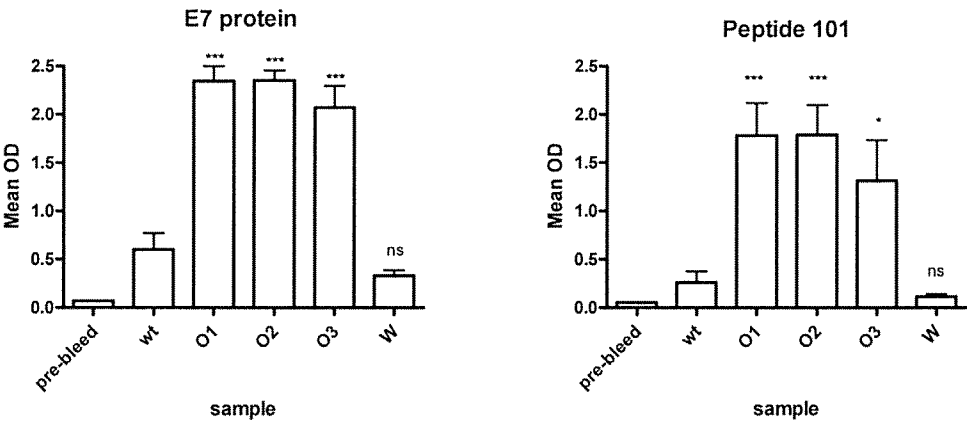 E7 protein
Mean OD
2.5
2.0
1.5
1.0
0.5
0.0
***
***
***
ns
pre-bleed
wt
O1
O2
O3
W
sample
Peptide 101
Mean OD
2.5
2.0
1.5
1.0
0.5
0.0
***
***
*
ns
pre-bleed
wt
O1
O2
O3
W
sample